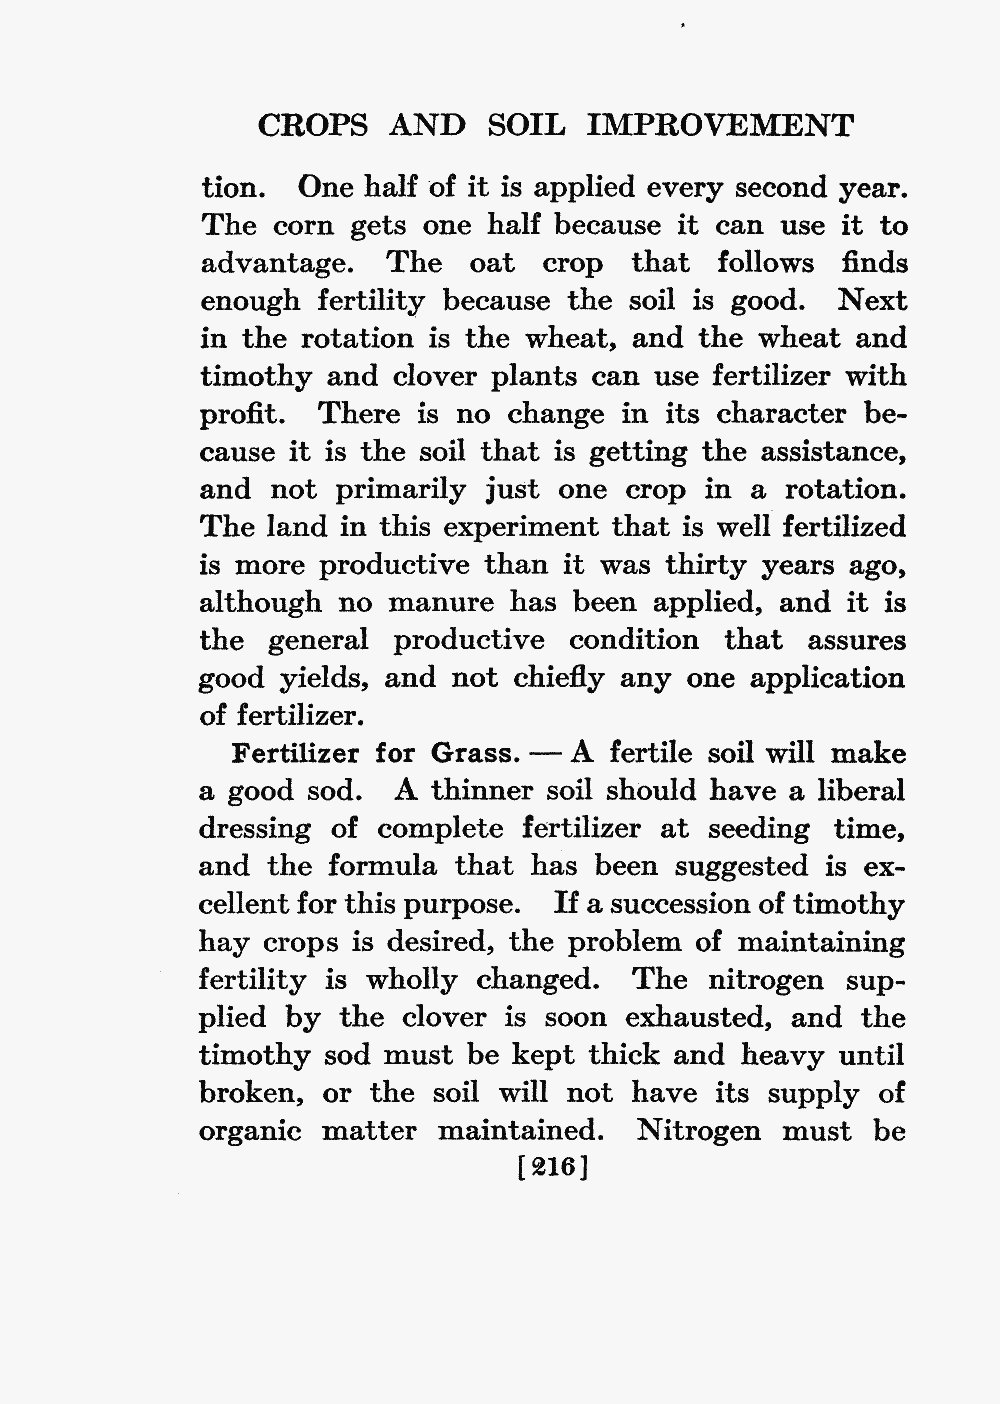 CROPS AND SOIL IMPROVEMENT
tion. One half of it is applied every second year.
The corn gets one half because it can use it to
advantage. The oat crop that follows finds
enough fertility because the soil is good. Next
in the rotation is the wheat, and the wheat and
timothy and clover plants can use fertilizer with
profit. There is no change in its character be-
cause it is the soil that is getting the assistance,
and not primarily just one crop in a rotation.
The land in this experiment that is well fertilized
is more productive than it was thirty years ago,
although no manure has been applied, and it is
the general productive condition that assures
good yields, and not chiefly any one application
of fertilizer.
Fertilizer for Grass. — A fertile soil will make
a good sod. A thinner soil should have a liberal
dressing of complete fertilizer at seeding time,
and the formula that has been suggested is ex-
cellent for this purpose. If a succession of timothy
hay crops is desired, the problem of maintaining
fertility is wholly changed. The nitrogen sup-
plied by the clover is soon exhausted, and the
timothy sod must be kept thick and heavy until
broken, or the soil will not have its supply of
organic matter maintained. Nitrogen must be
[216]